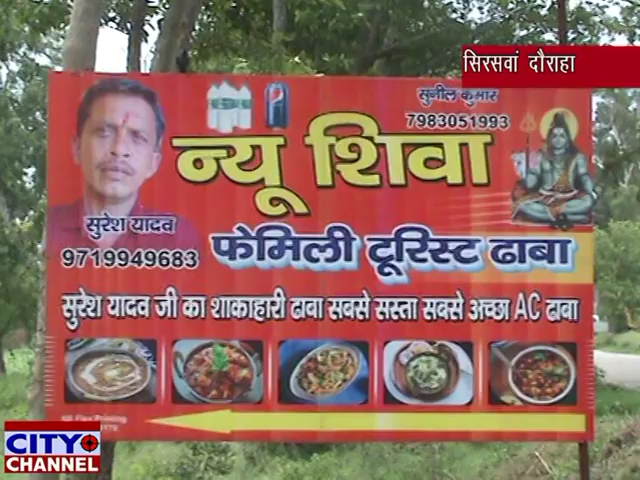 सिरसवां दौराहा
सुनील कुमार
7983051993
न्यू शिवा
सुरेश यादव
9719949683
फेमिली टूरिस्ट ढाबा
सुरेश यादव जी का शाकाहारी ढाबा सबसे सस्ता सबसे अच्छा AC ढाबा
CITY
CHANNEL